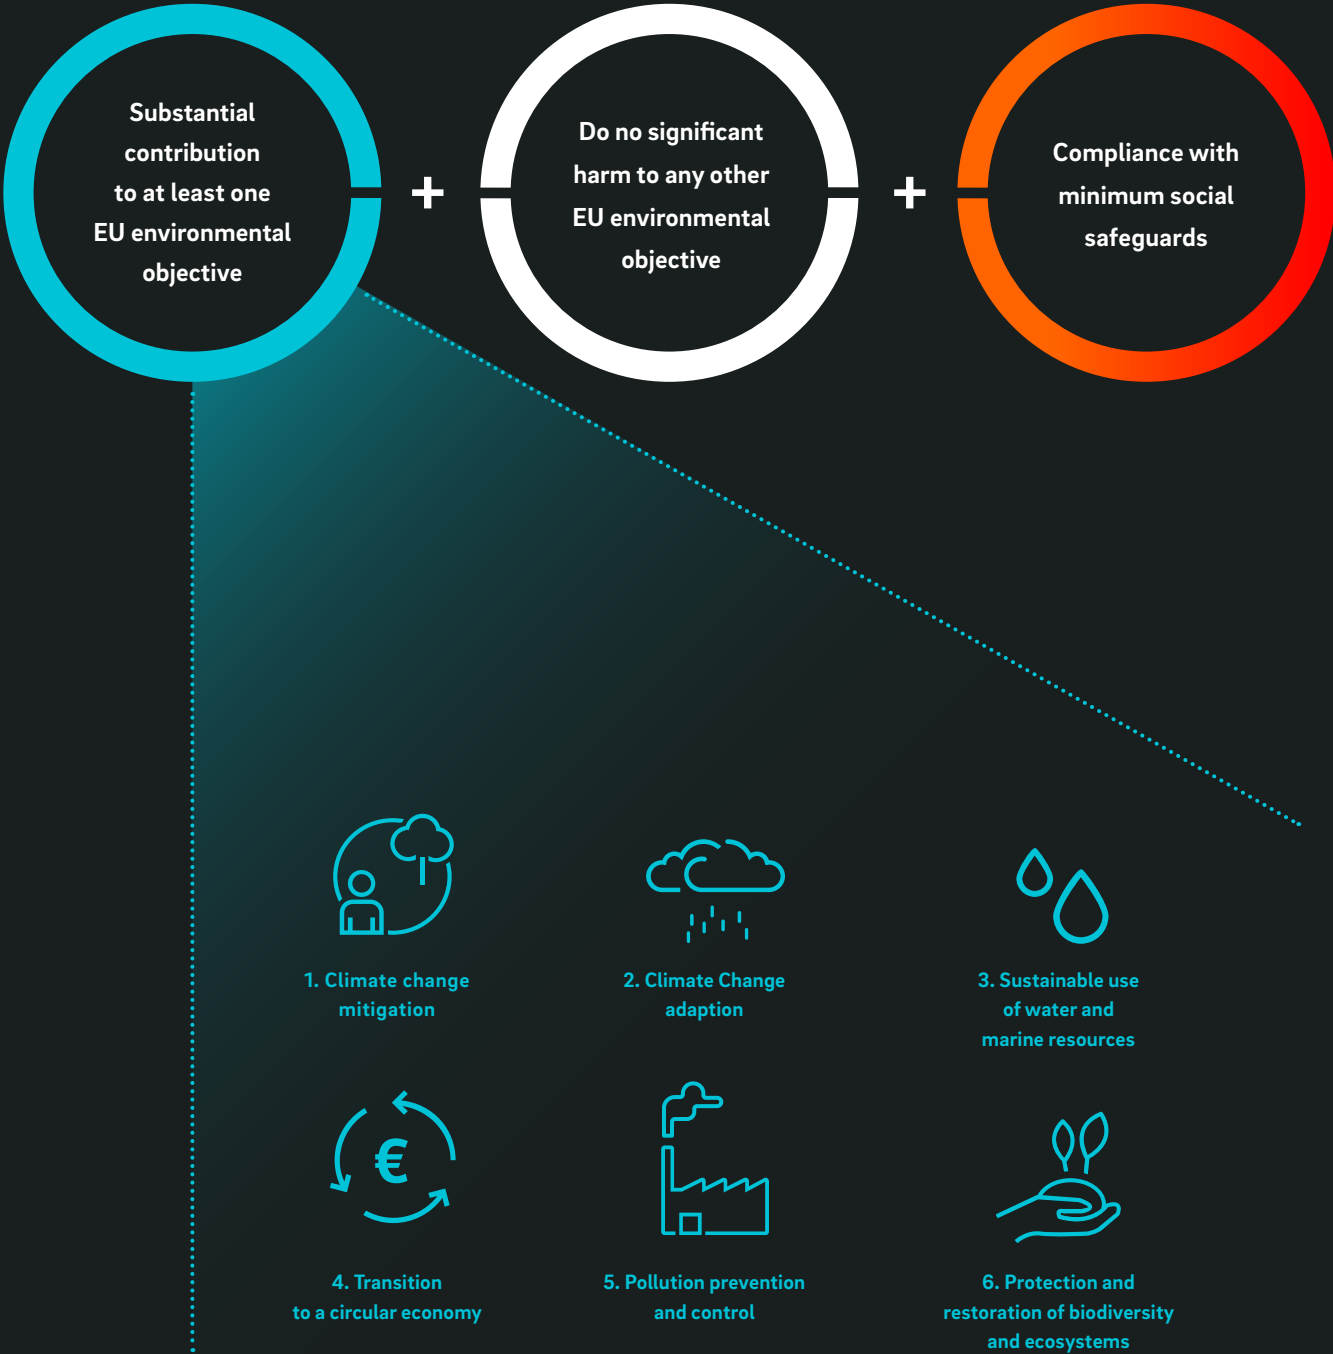 Substantial
contribution
to at least one
EU environmental
objective
+
Do no significant
harm to any other
EU environmental
objective
+
Compliance with
minimum social
safeguards
1. Climate change
mitigation
2. Climate Change
adaption
3. Sustainable use
of water and
marine resources
€
4. Transition
to a circular economy
5. Pollution prevention
and control
6. Protection and
restoration of biodiversity
and ecosystems